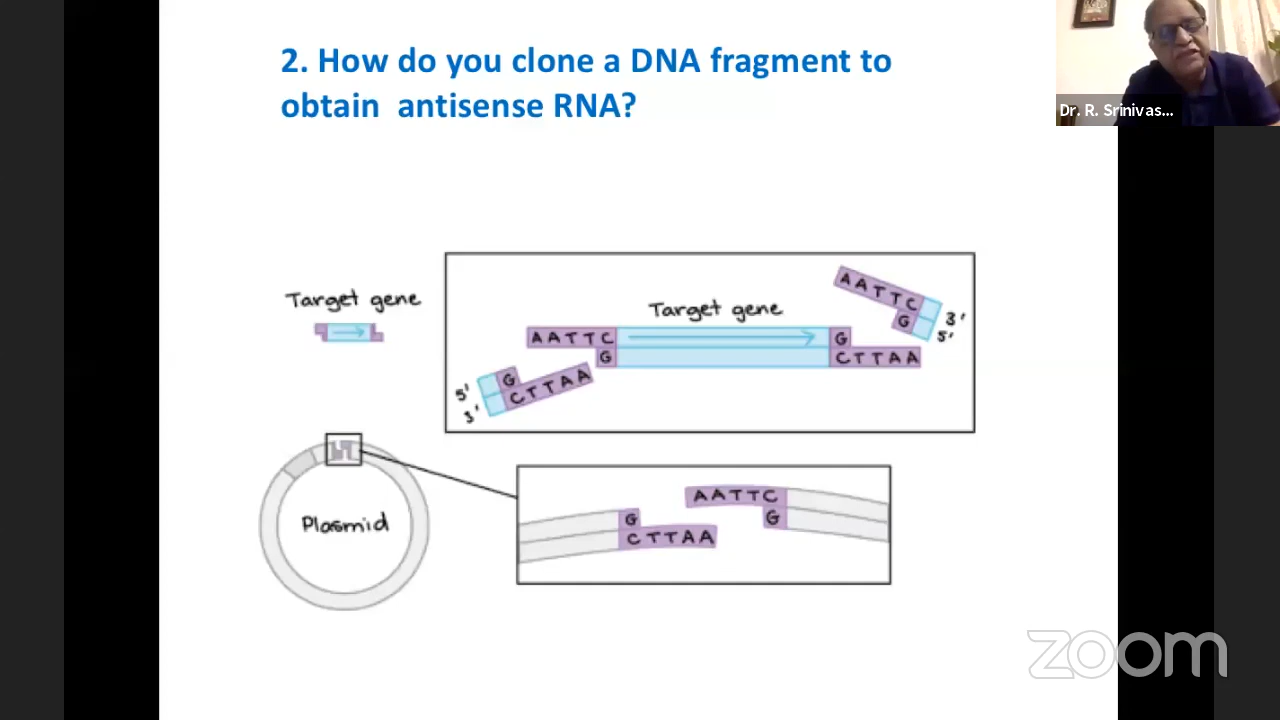 2. How do you clone a DNA fragment to
obtain antisense RNA?
Dr. R. Srinivas...
Target gene
Target gene
AATTC
G
G
CTTAA
AATTC
G
3'
5'
5'
3'
G
CTTAA
Plasmid
G
CTTAA
AATTC
G
zoom